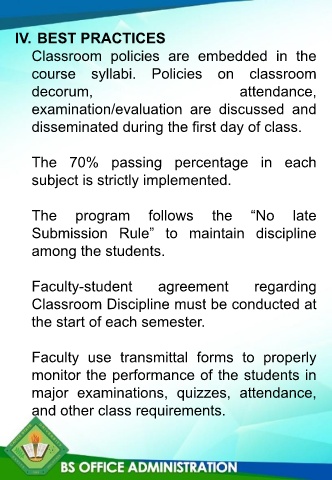 IV. BEST PRACTICES
Classroom policies are embedded in the
course syllabi. Policies on classroom
decorum, attendance,
examination/evaluation are discussed and
disseminated during the first day of class.
The 70% passing percentage in each
subject is strictly implemented.
The program follows the “No late
Submission Rule” to maintain discipline
among the students.
Faculty-student agreement regarding
Classroom Discipline must be conducted at
the start of each semester.
Faculty use transmittal forms to properly
monitor the performance of the students in
major examinations, quizzes, attendance,
and other class requirements.
BS OFFICE ADMINISTRATION